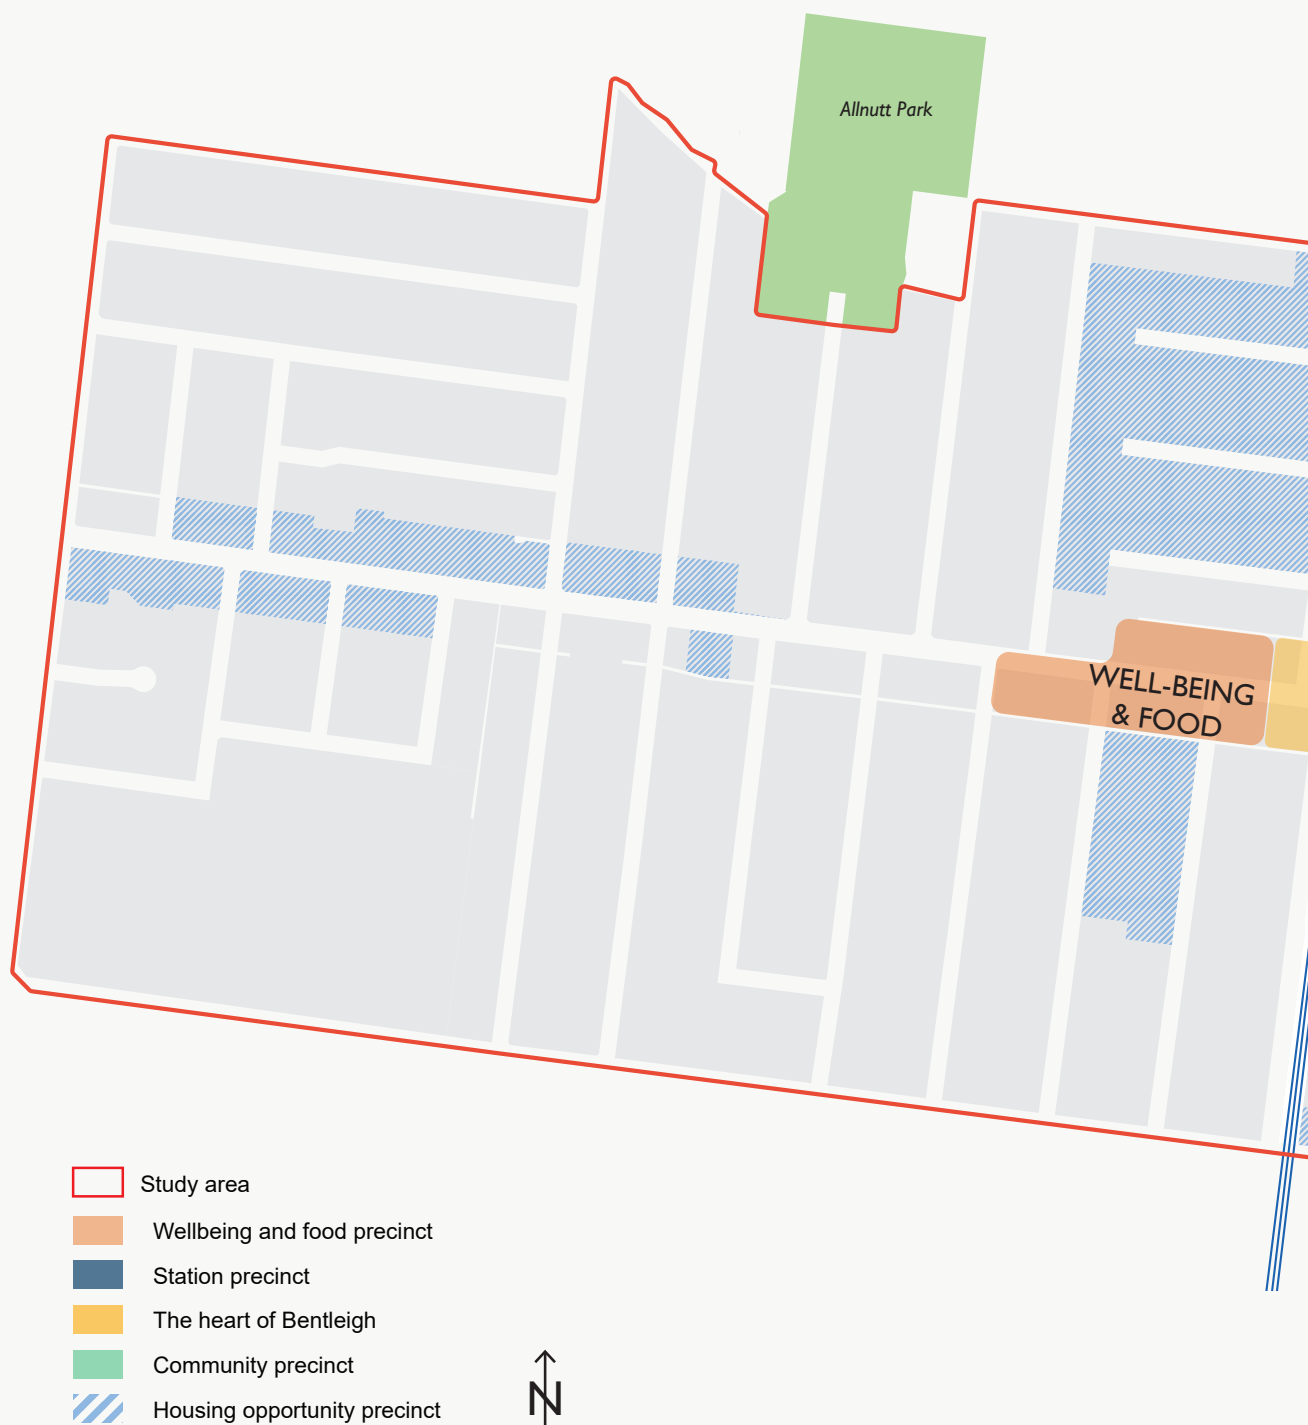 Allnutt Park
WELL-BEING
& FOOD
Study area
Wellbeing and food precinct
Station precinct
The heart of Bentleigh
Community precinct
Housing opportunity precinct
N